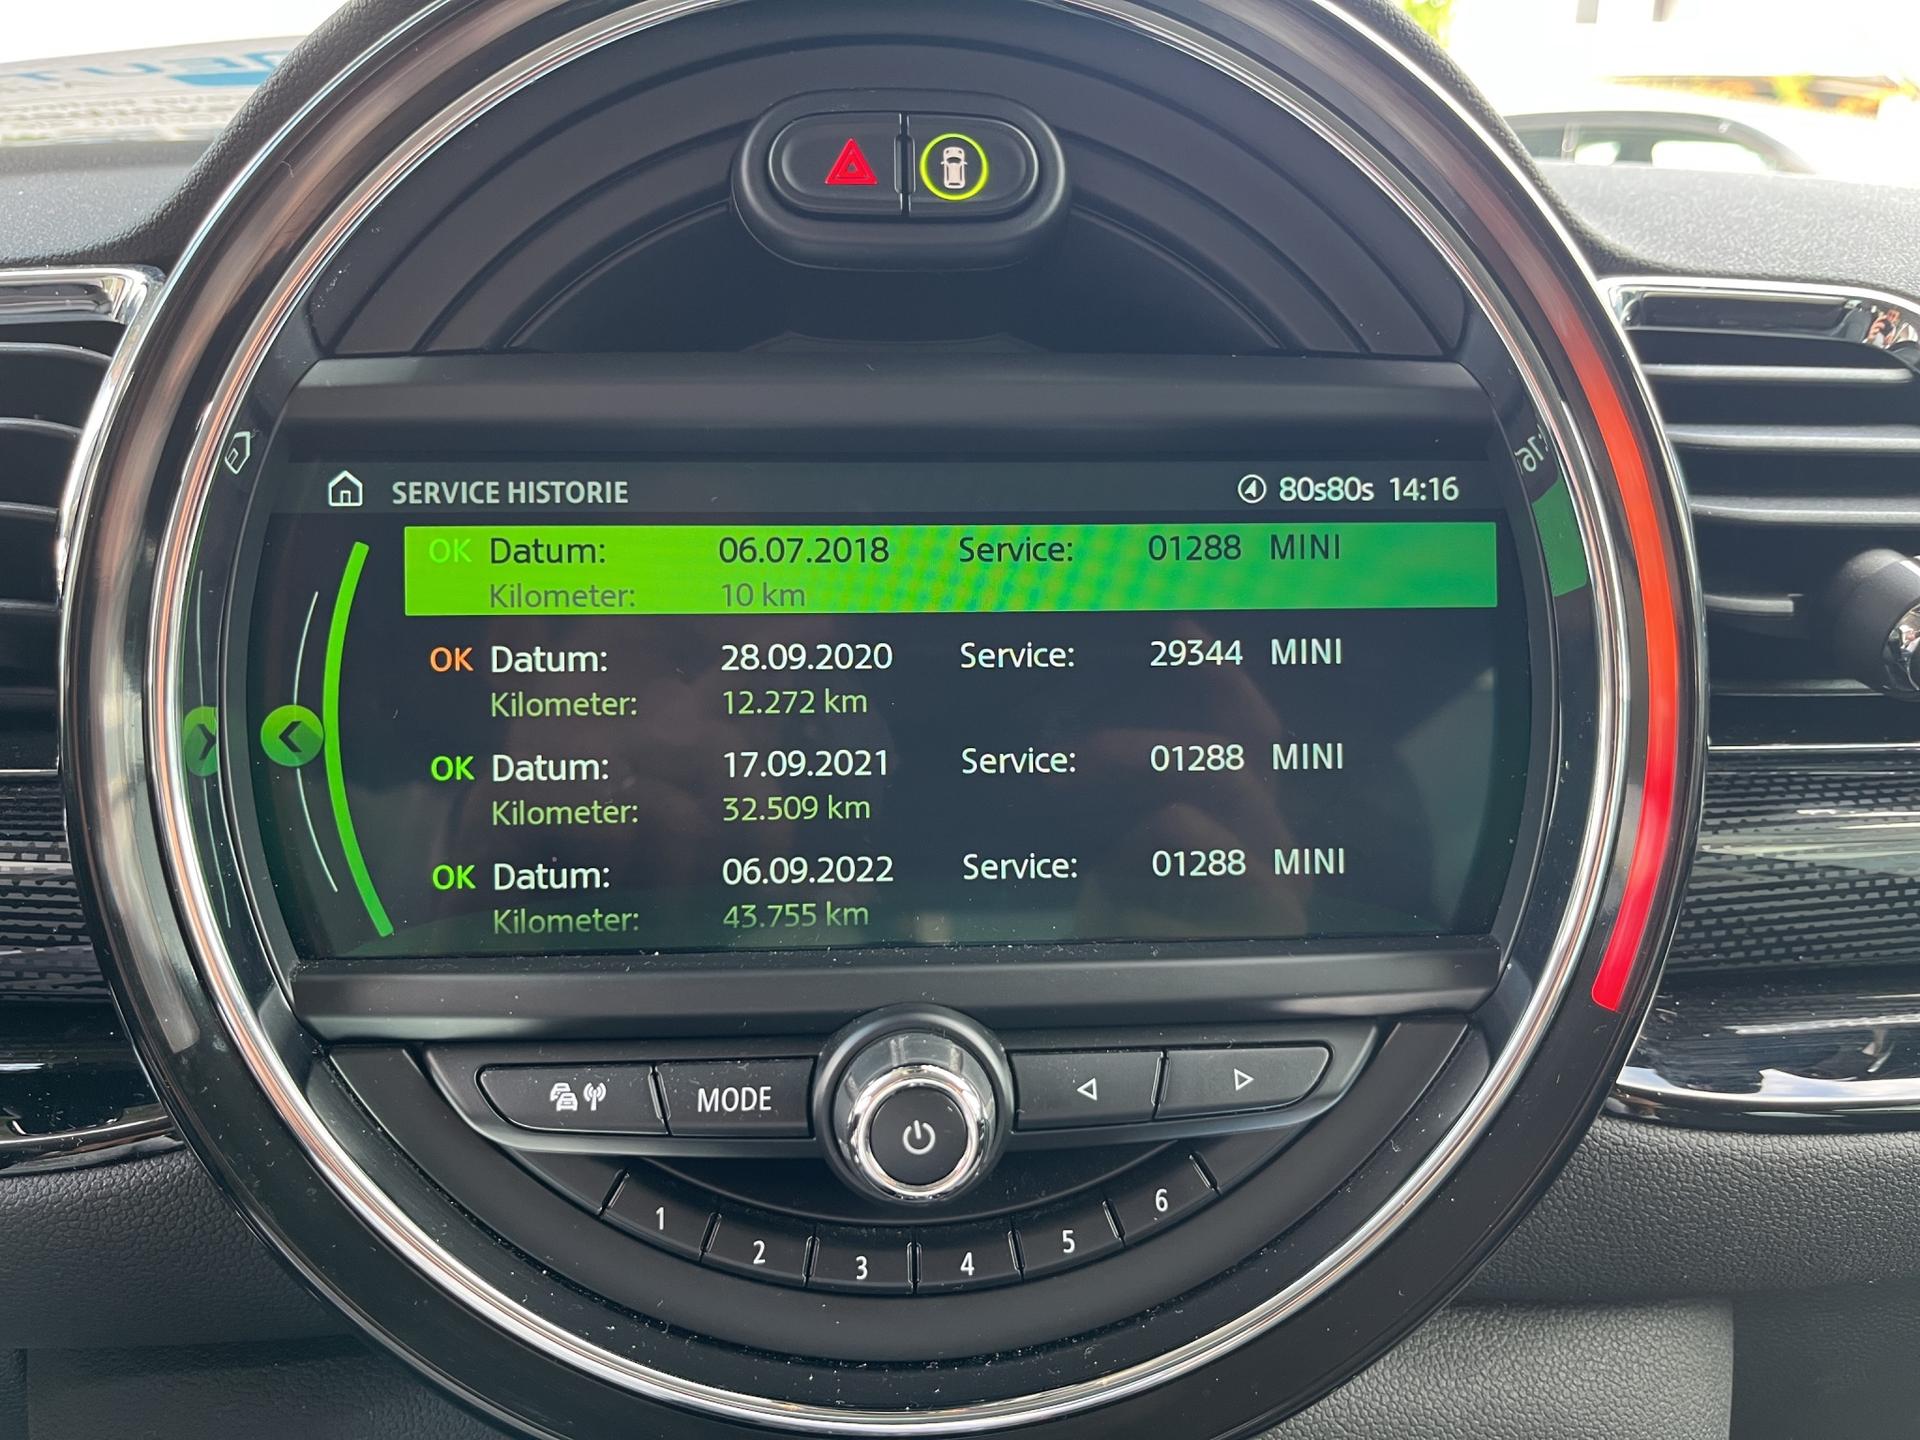 SERVICE HISTORIE 80s80s 14:16
OK Datum: 06.07.2018 Service: 01288 MINI
Kilometer: 10 km
OK Datum: 28.09.2020 Service: 29344 MINI
Kilometer: 12.272 km
OK Datum: 17.09.2021 Service: 01288 MINI
Kilometer: 32.509 km
OK Datum: 06.09.2022 Service: 01288 MINI
Kilometer: 43.755 km
MODE
1 2 3 4 5 6